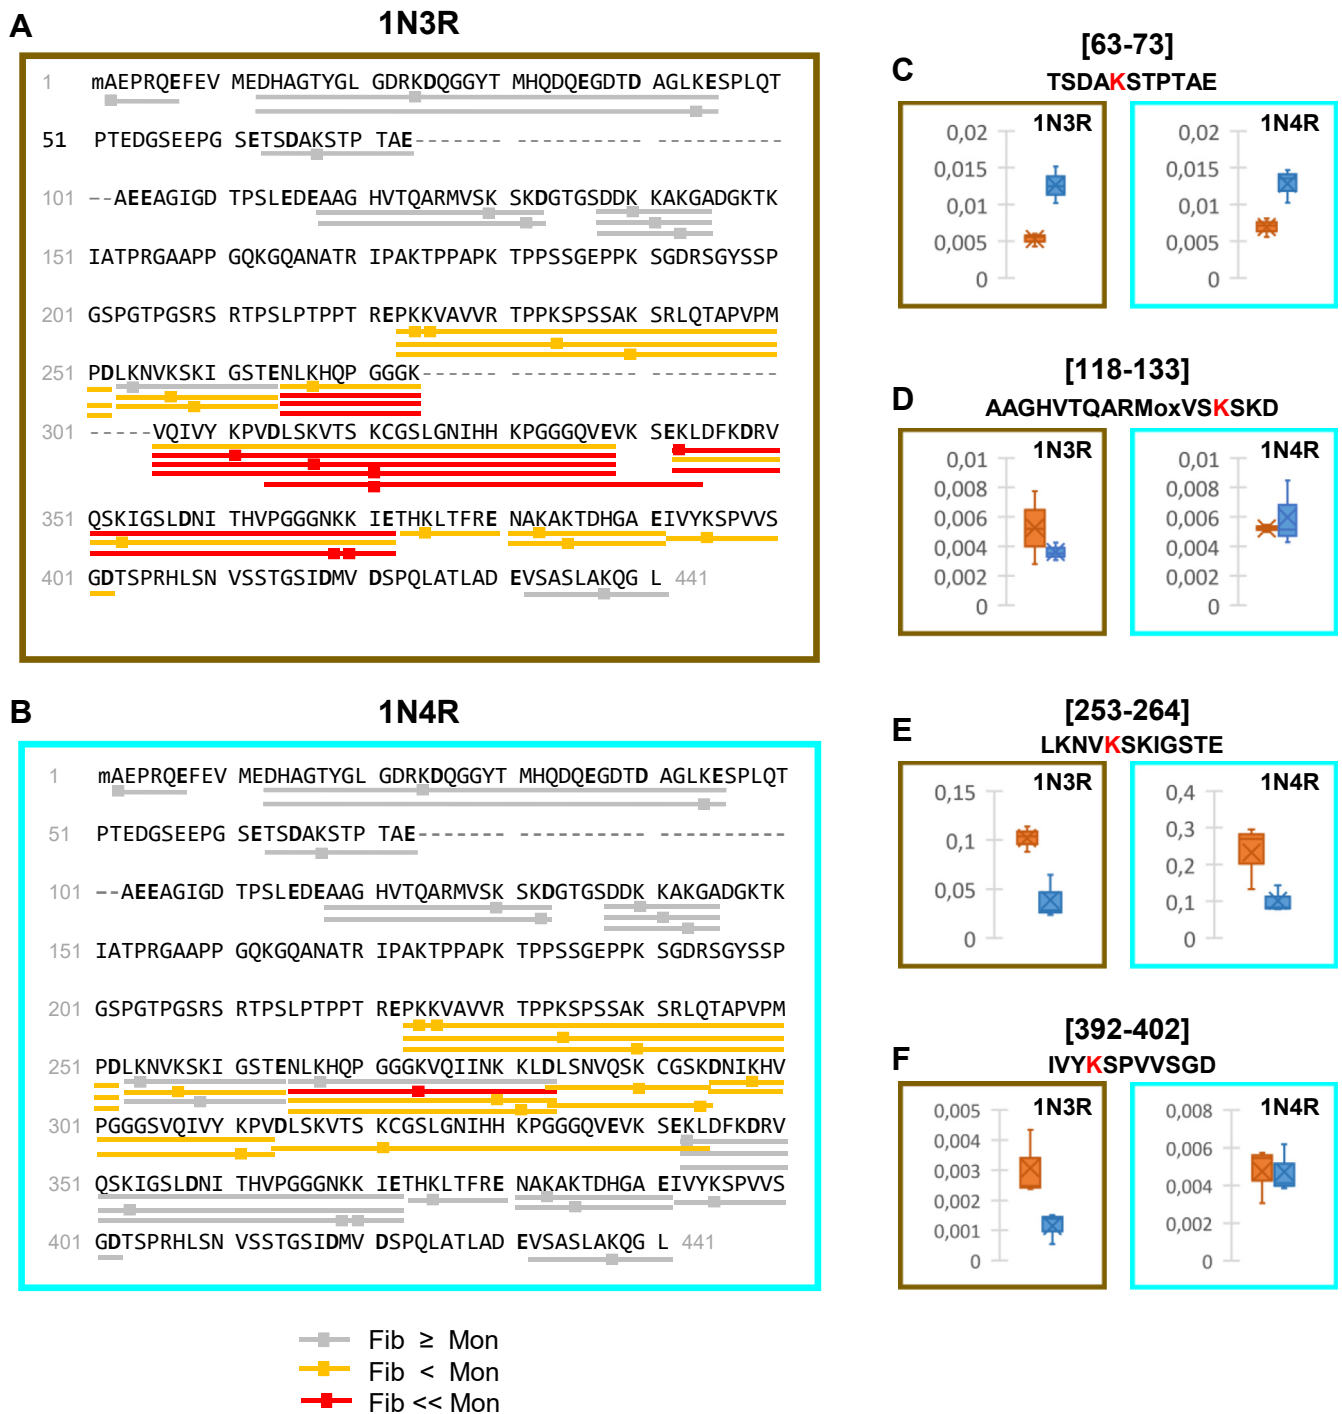 A
1N3R
1 mAEPRQEFEV MEDHAGTYGL GDRKDQGGYT MHQDQEGDTD AGLKESPLQT
51 PTEDGSEEPG SETSDAKSTP TAE------- ---------- ----------
101 --AEEAGIGD TPSLEDEAAG HVTQARMVSK SKDGTGSDDK KAKGADGKTK
151 IATPRGAAPP GQKGQANATR IPAKTPPAPK TPPSSGEPPK SGDRSGYSSP
201 GSPGTPGSRS RTPSLPTPPT REPKKVAVVR TPPKSPSSAK SRLQTAPVPM
251 PDLKNVKSKI GSTENLKHQP GGGK------ ---------- ----------
301 -----VQIVY KPVDLSKVTS KCGSLGNIHH KPGGGQVEVK SEKLDFKDRV
351 QSKIGSLDNI THVPGGGNKK IETHKLTFRE NAKAKTDHGA EIVYKSPVVS
401 GDTSPRHLSN VSSTGSIDMV DSPQLATLAD EVSASLAKQG L 441
B
1N4R
1 mAEPRQEFEV MEDHAGTYGL GDRKDQGGYT MHQDQEGDTD AGLKESPLQT
51 PTEDGSEEPG SETSDAKSTP TAE------- ---------- ----------
101 --AEEAGIGD TPSLEDEAAG HVTQARMVSK SKDGTGSDDK KAKGADGKTK
151 IATPRGAAPP GQKGQANATR IPAKTPPAPK TPPSSGEPPK SGDRSGYSSP
201 GSPGTPGSRS RTPSLPTPPT REPKKVAVVR TPPKSPSSAK SRLQTAPVPM
251 PDLKNVKSKI GSTENLKHQP GGGKVQIINK KLDLSNVQSK CGSKDNIKHV
301 PGGGSVQIVY KPVDLSKVTS KCGSLGNIHH KPGGGQVEVK SEKLDFKDRV
351 QSKIGSLDNI THVPGGGNKK IETHKLTFRE NAKAKTDHGA EIVYKSPVVS
401 GDTSPRHLSN VSSTGSIDMV DSPQLATLAD EVSASLAKQG L 441
Fib ≥ Mon
Fib < Mon
Fib << Mon
C
[63-73]
TSDAKSTPTAE
1N3R
0,02
0,015
0,01
0,005
0
1N4R
0,02
0,015
0,01
0,005
0
D
[118-133]
AAGHVTQARMoxVSKSKD
1N3R
0,01
0,008
0,006
0,004
0,002
0
1N4R
0,01
0,008
0,006
0,004
0,002
0
E
[253-264]
LKNVKSKIGSTE
1N3R
0,15
0,1
0,05
0
1N4R
0,4
0,3
0,2
0,1
0
F
[392-402]
IVYKSPVVSGD
1N3R
0,005
0,004
0,003
0,002
0,001
0
1N4R
0,008
0,006
0,004
0,002
0